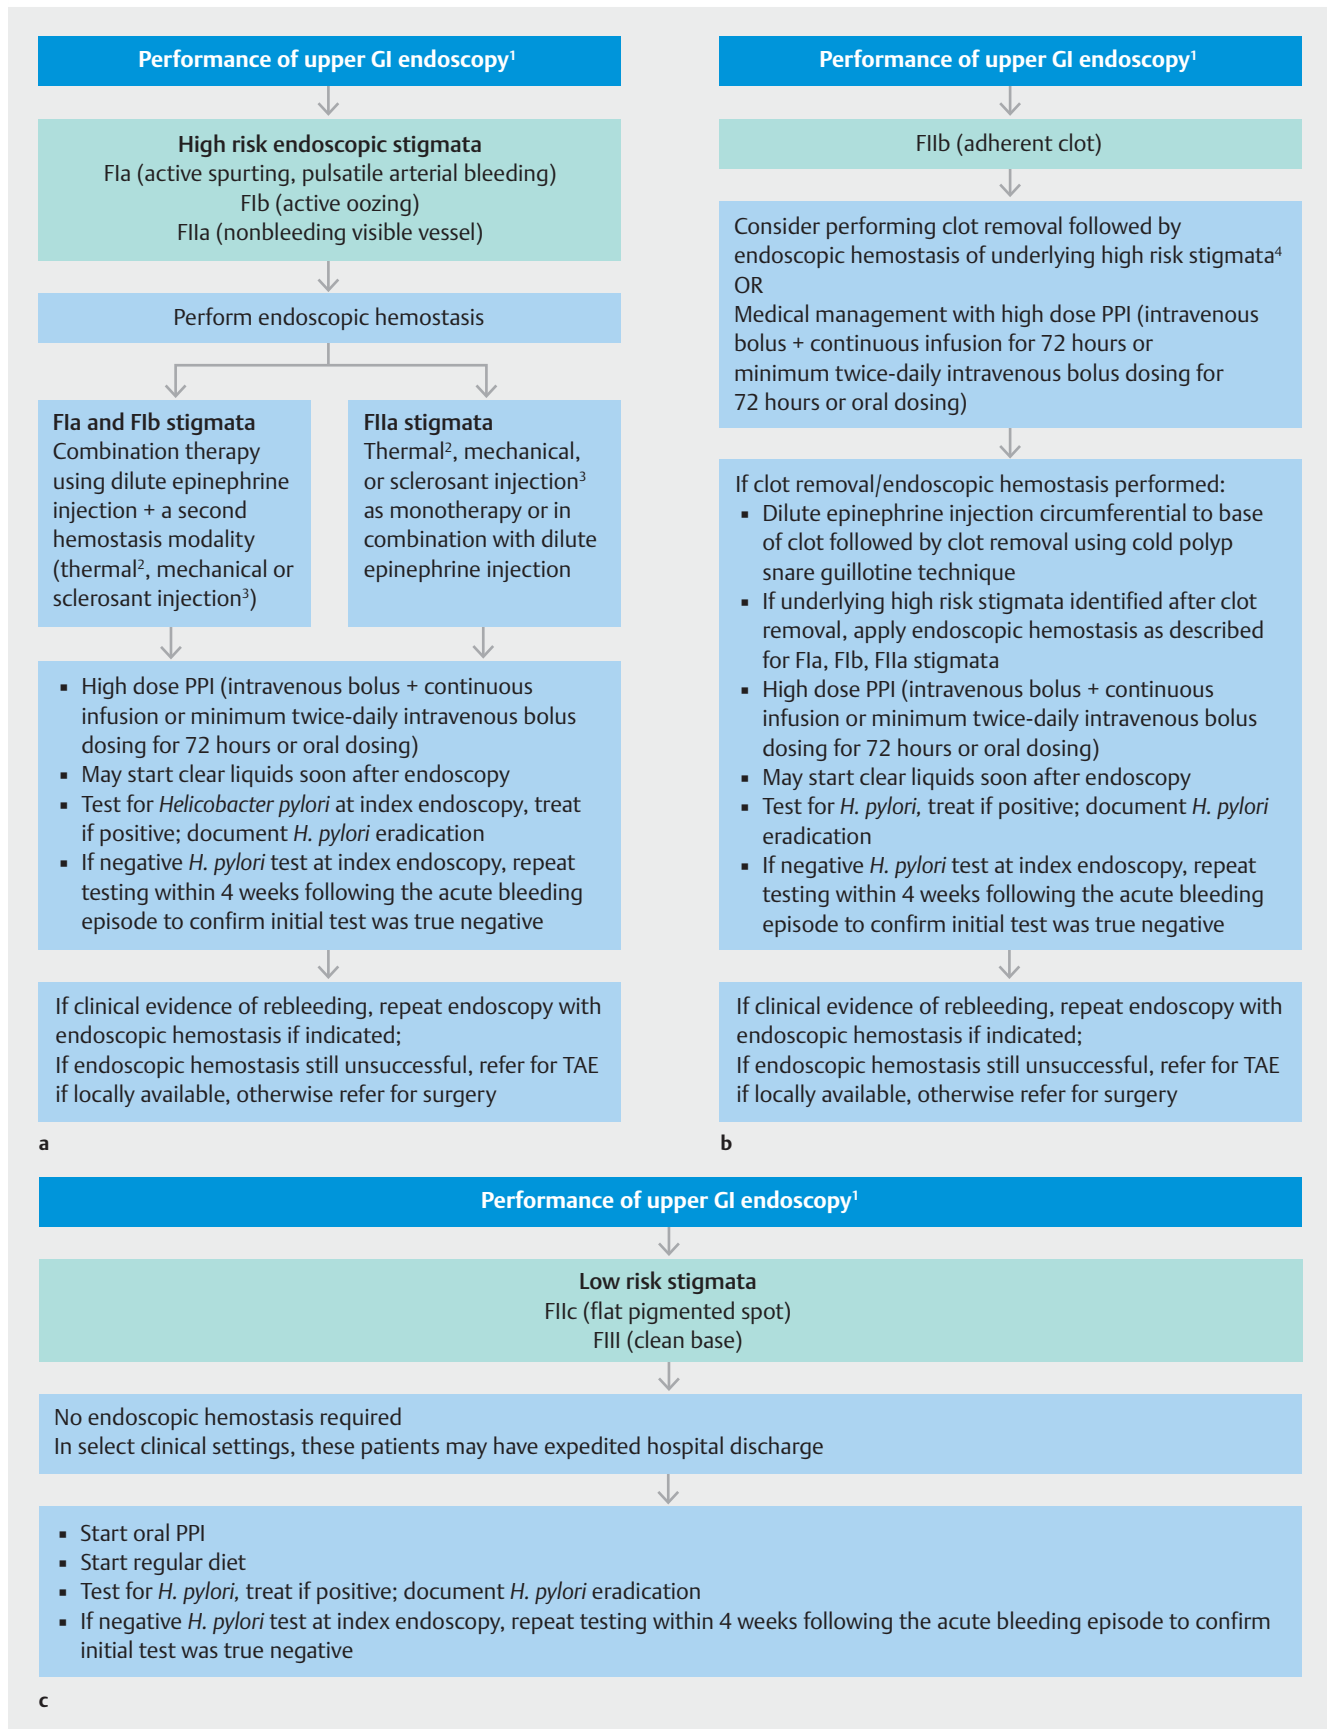 Performance of upper GI endoscopy¹
High risk endoscopic stigmata
FIa (active spurting, pulsatile arterial bleeding)
FIb (active oozing)
FIIa (nonbleeding visible vessel)
Perform endoscopic hemostasis
FIa and FIb stigmata
Combination therapy
using dilute epinephrine
injection + a second
hemostasis modality
(thermal², mechanical or
sclerosant injection³)
FIIa stigmata
Thermal², mechanical,
or sclerosant injection³
as monotherapy or in
combination with dilute
epinephrine injection
▪ High dose PPI (intravenous bolus + continuous
infusion or minimum twice-daily intravenous bolus
dosing for 72 hours or oral dosing)
▪ May start clear liquids soon after endoscopy
▪ Test for Helicobacter pylori at index endoscopy, treat
if positive; document H. pylori eradication
▪ If negative H. pylori test at index endoscopy, repeat
testing within 4 weeks following the acute bleeding
episode to confirm initial test was true negative
If clinical evidence of rebleeding, repeat endoscopy with
endoscopic hemostasis if indicated;
If endoscopic hemostasis still unsuccessful, refer for TAE
if locally available, otherwise refer for surgery
a
Performance of upper GI endoscopy¹
FIIb (adherent clot)
Consider performing clot removal followed by
endoscopic hemostasis of underlying high risk stigmata⁴
OR
Medical management with high dose PPI (intravenous
bolus + continuous infusion for 72 hours or
minimum twice-daily intravenous bolus dosing for
72 hours or oral dosing)
If clot removal/endoscopic hemostasis performed:
▪ Dilute epinephrine injection circumferential to base
of clot followed by clot removal using cold polyp
snare guillotine technique
▪ If underlying high risk stigmata identified after clot
removal, apply endoscopic hemostasis as described
for FIa, FIb, FIIa stigmata
▪ High dose PPI (intravenous bolus + continuous
infusion or minimum twice-daily intravenous bolus
dosing for 72 hours or oral dosing)
▪ May start clear liquids soon after endoscopy
▪ Test for H. pylori, treat if positive; document H. pylori
eradication
▪ If negative H. pylori test at index endoscopy, repeat
testing within 4 weeks following the acute bleeding
episode to confirm initial test was true negative
If clinical evidence of rebleeding, repeat endoscopy with
endoscopic hemostasis if indicated;
If endoscopic hemostasis still unsuccessful, refer for TAE
if locally available, otherwise refer for surgery
b
Performance of upper GI endoscopy¹
Low risk stigmata
FIIc (flat pigmented spot)
FIII (clean base)
No endoscopic hemostasis required
In select clinical settings, these patients may have expedited hospital discharge
▪ Start oral PPI
▪ Start regular diet
▪ Test for H. pylori, treat if positive; document H. pylori eradication
▪ If negative H. pylori test at index endoscopy, repeat testing within 4 weeks following the acute bleeding episode to confirm
initial test was true negative
c